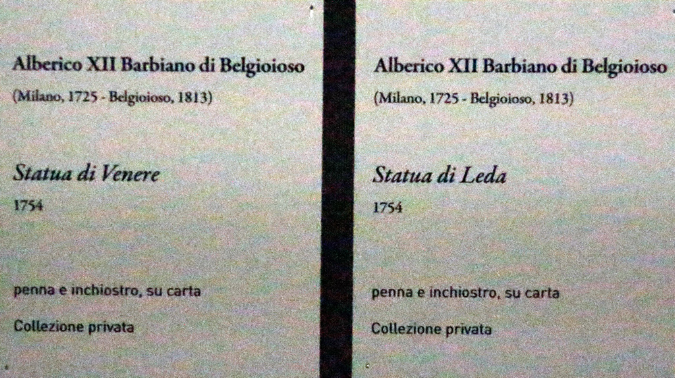 Alberico XII Barbiano di Belgioioso
(Milano, 1725 - Belgioioso, 1813)
Statua di Venere
1754
penna e inchiostro, su carta
Collezione privata
Alberico XII Barbiano di Belgioioso
(Milano, 1725 - Belgioioso, 1813)
Statua di Leda
1754
penna e inchiostro, su carta
Collezione privata